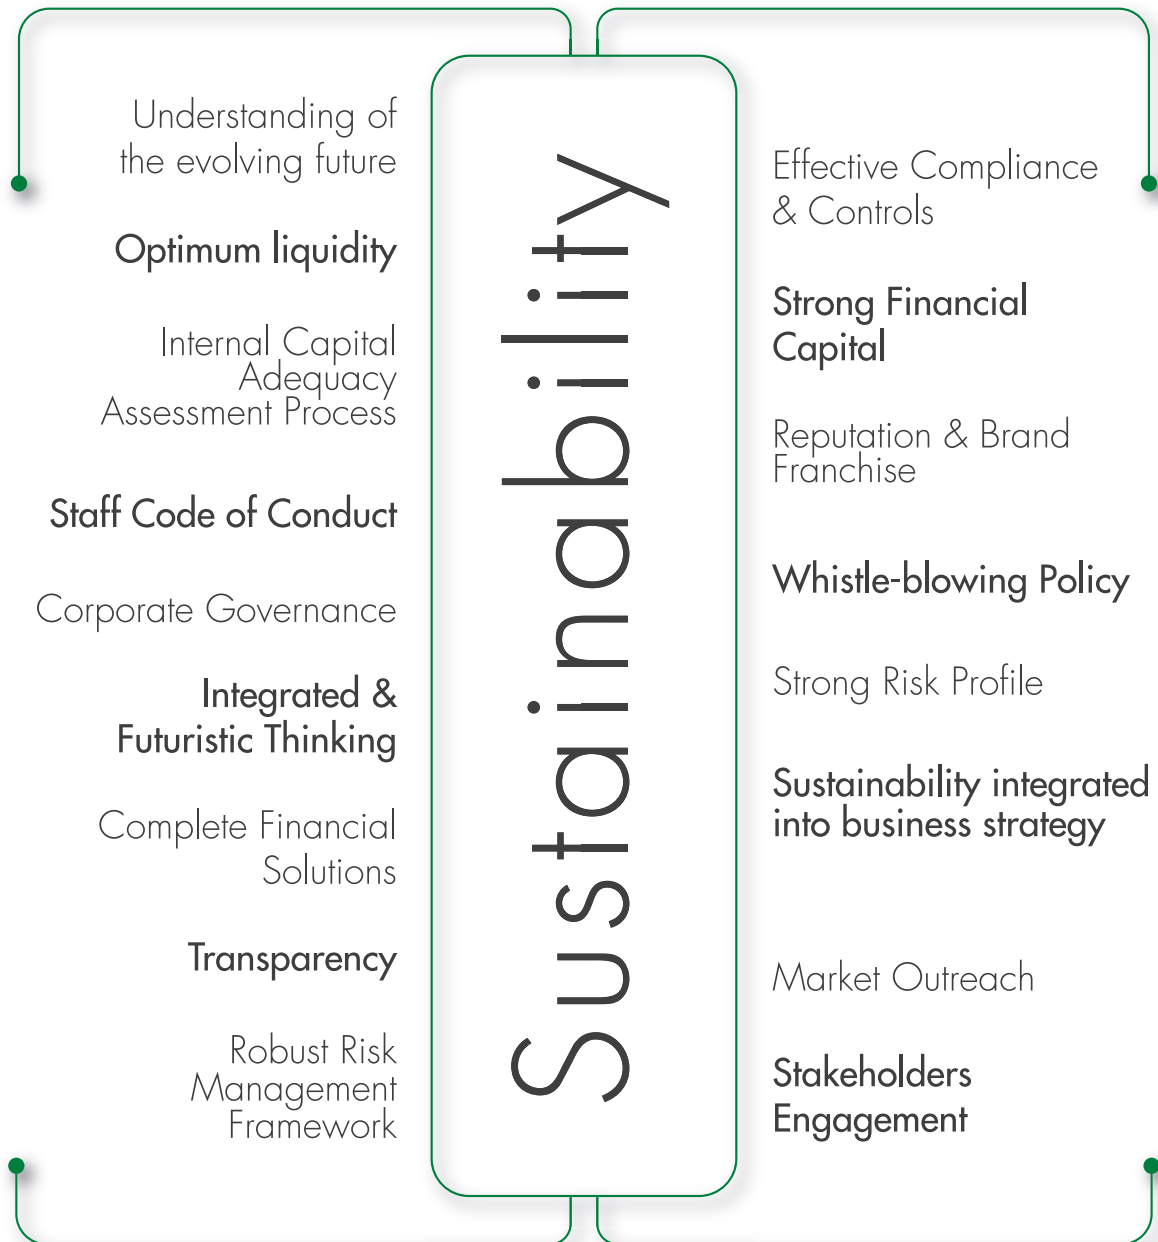 Understanding of
the evolving future
Optimum liquidity
Internal Capital
Adequacy
Assessment Process
Staff Code of Conduct
Corporate Governance
Integrated &
Futuristic Thinking
Complete Financial
Solutions
Transparency
Robust Risk
Management
Framework
Sustainability
Effective Compliance
& Controls
Strong Financial
Capital
Reputation & Brand
Franchise
Whistle-blowing Policy
Strong Risk Profile
Sustainability integrated
into business strategy
Market Outreach
Stakeholders
Engagement